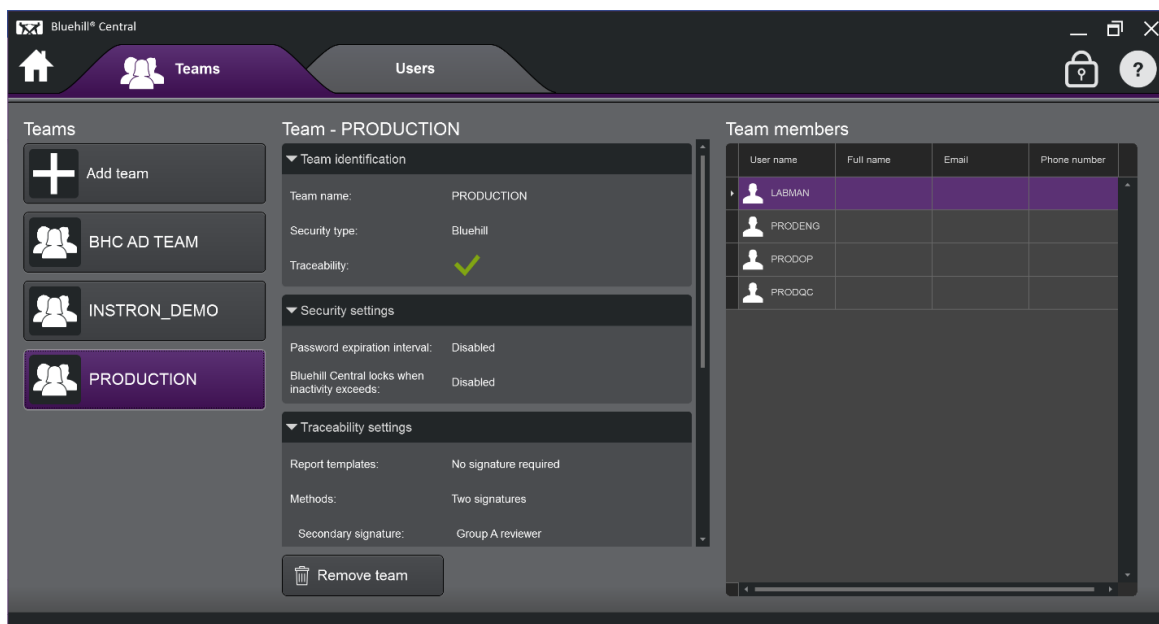 Bluehill® Central
Teams
Users
?
Teams
Add team
BHC AD TEAM
INSTRON_DEMO
PRODUCTION
Team - PRODUCTION
Team identification
Team name: PRODUCTION
Security type: Bluehill
Traceability:
Security settings
Password expiration interval: Disabled
Bluehill Central locks when
inactivity exceeds: Disabled
Traceability settings
Report templates: No signature required
Methods: Two signatures
Secondary signature: Group A reviewer
Remove team
Team members
User name Full name Email Phone number
LABMAN
PRODENG
PRODOP
PRODQC